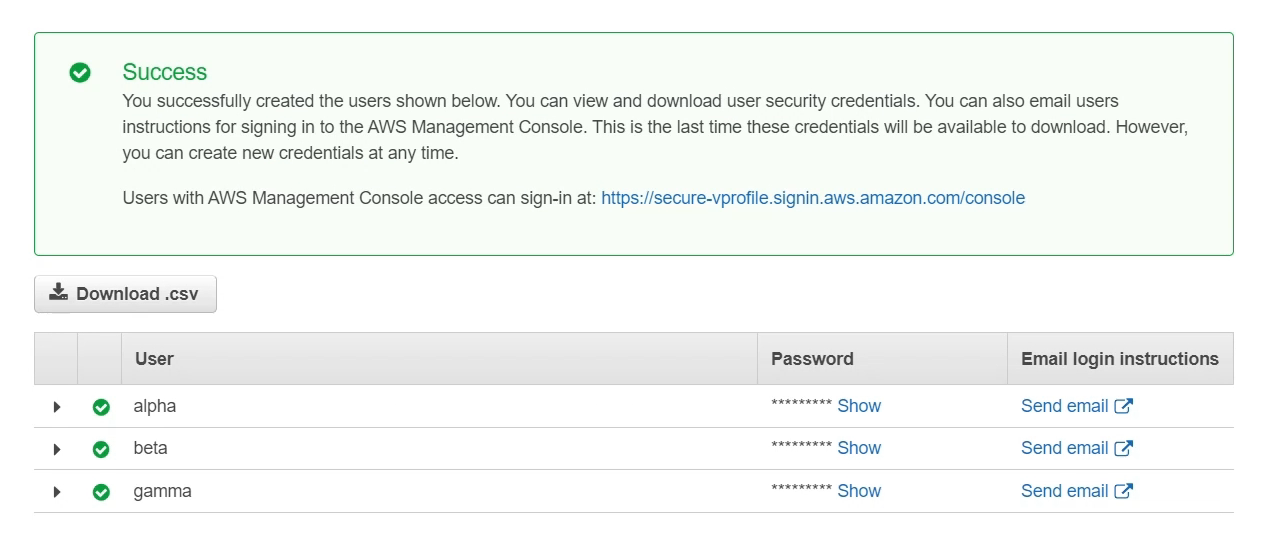 Success
You successfully created the users shown below. You can view and download user security credentials. You can also email users
instructions for signing in to the AWS Management Console. This is the last time these credentials will be available to download. However,
you can create new credentials at any time.
Users with AWS Management Console access can sign-in at: https://secure-vprofile.signin.aws.amazon.com/console
Download .csv
User Password Email login instructions
alpha ********* Show Send email
beta ********* Show Send email
gamma ********* Show Send email